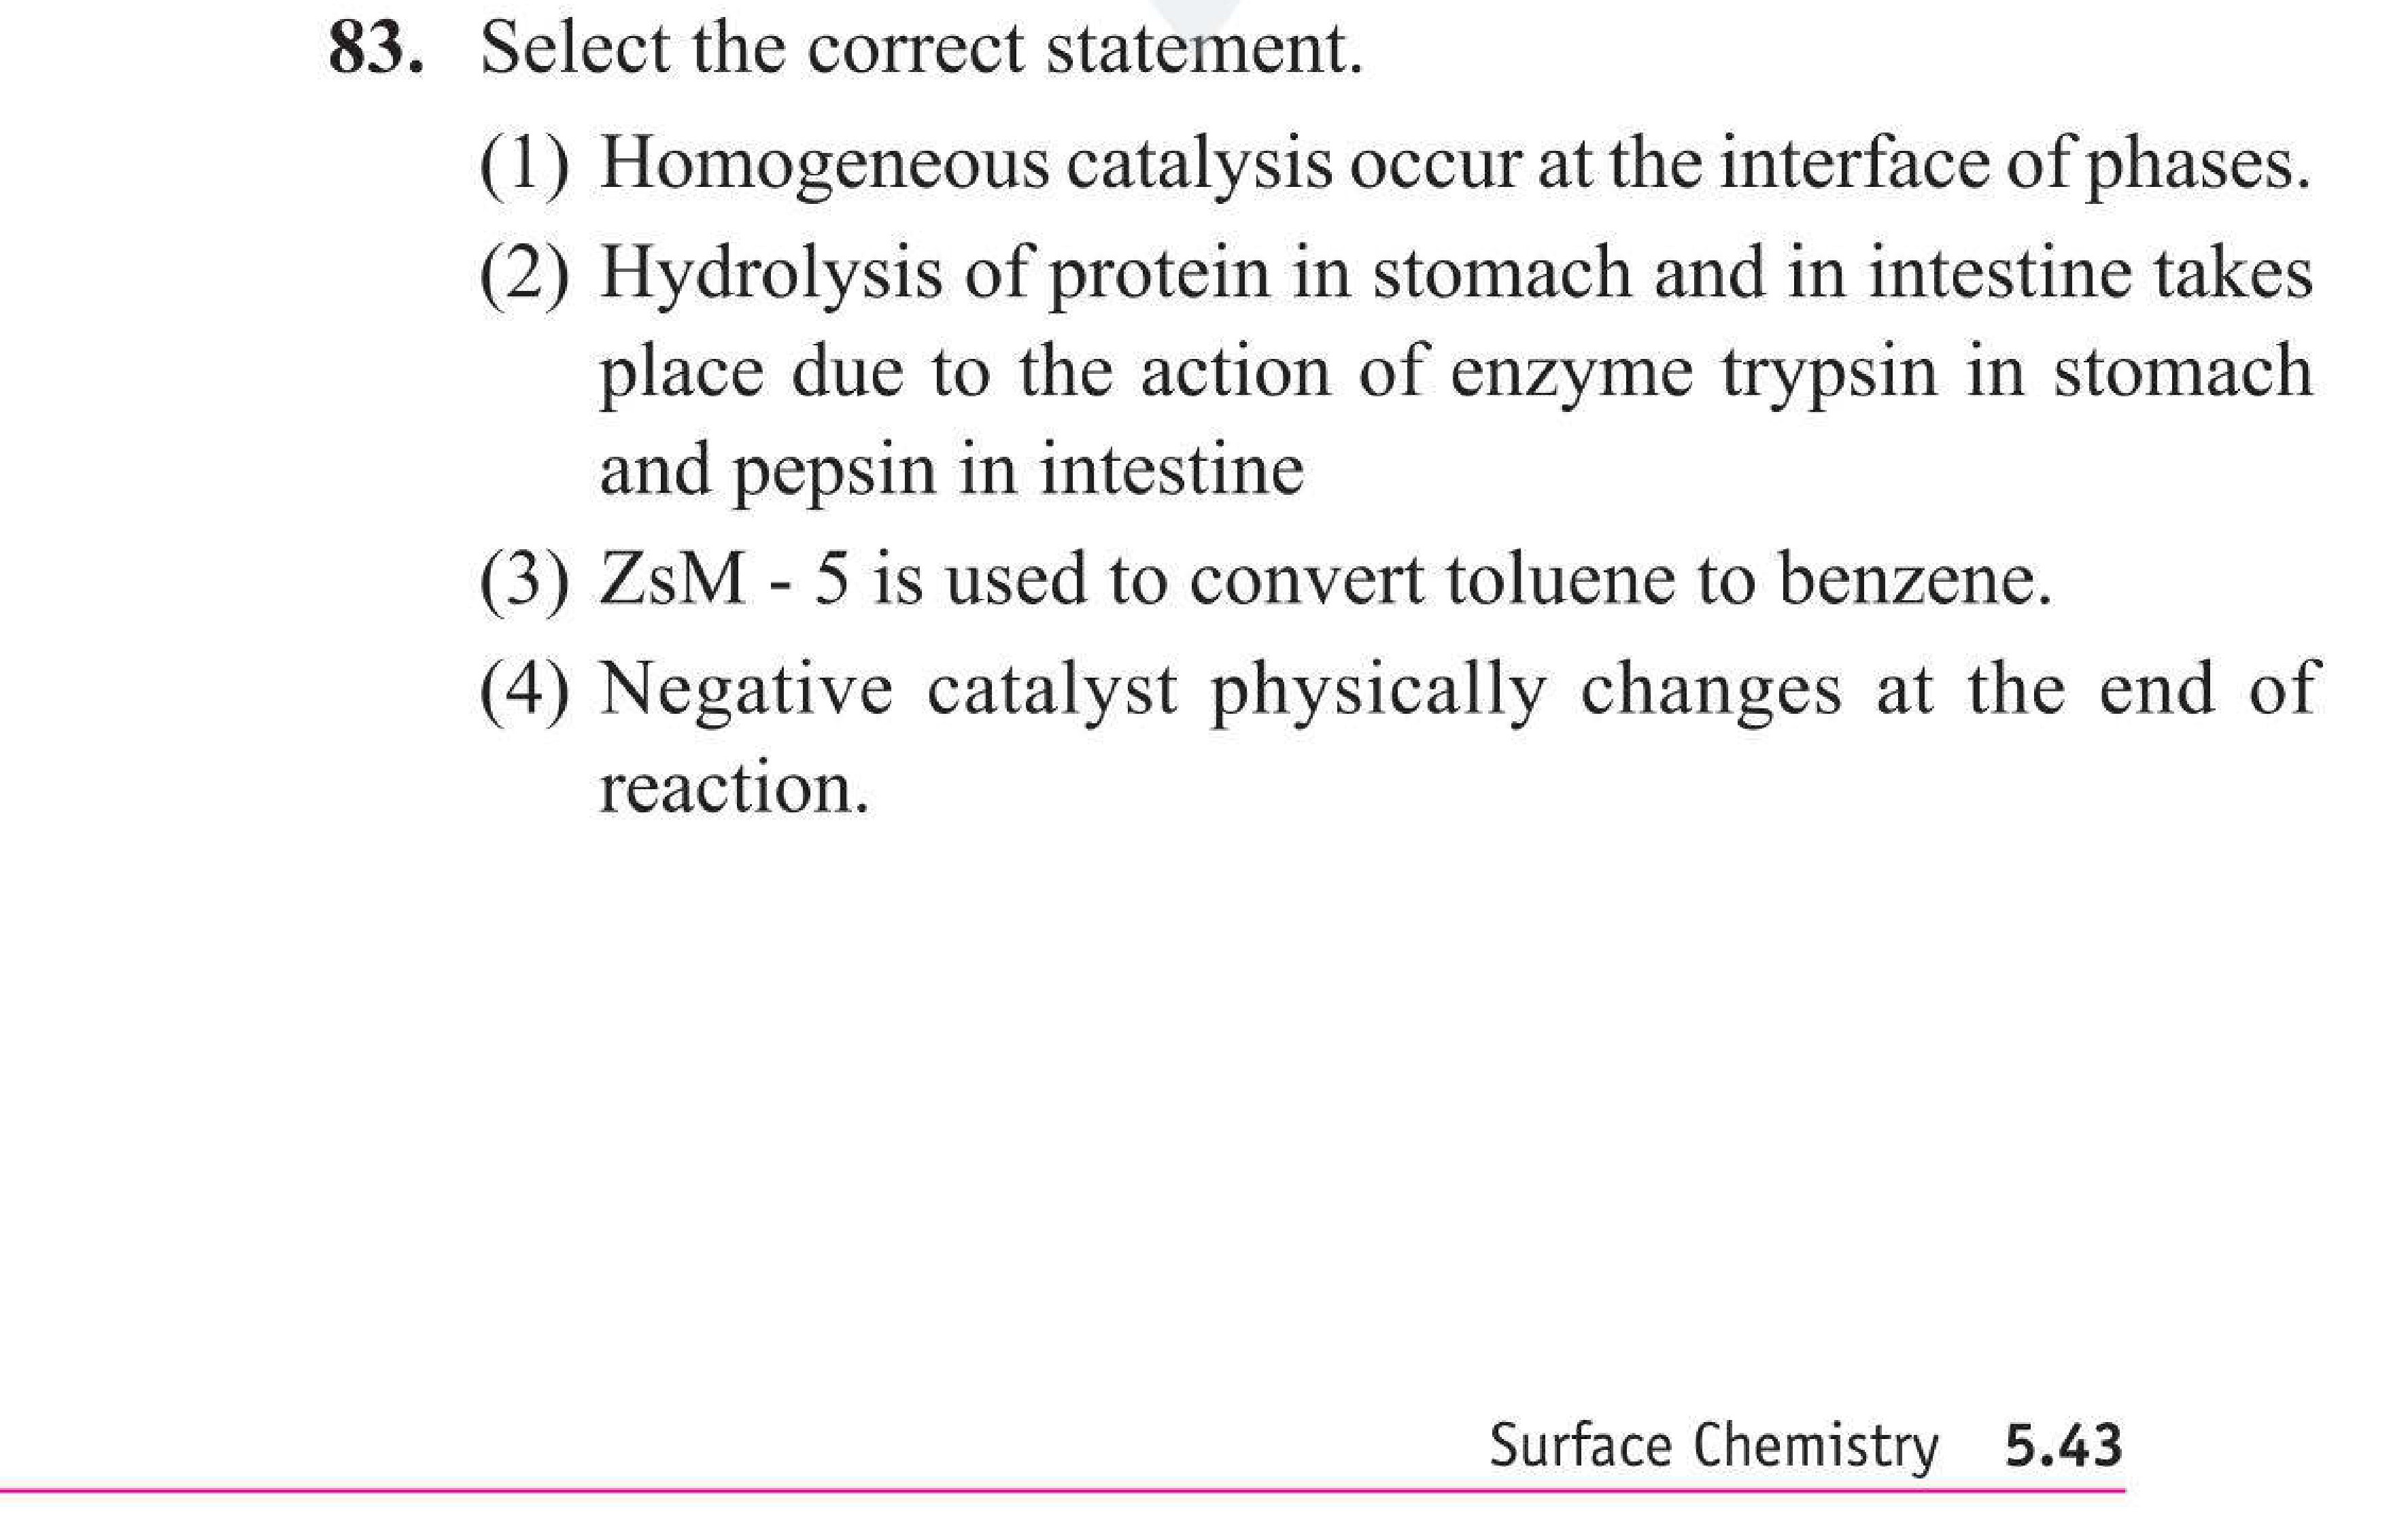 83. Select the correct statement.
(1) Homogeneous catalysis occur at the interface of phases.
(2) Hydrolysis of protein in stomach and in intestine takes
place due to the action of enzyme trypsin in stomach
and pepsin in intestine
(3) ZsM - 5 is used to convert toluene to benzene.
(4) Negative catalyst physically changes at the end of
reaction.
Surface Chemistry 5.43